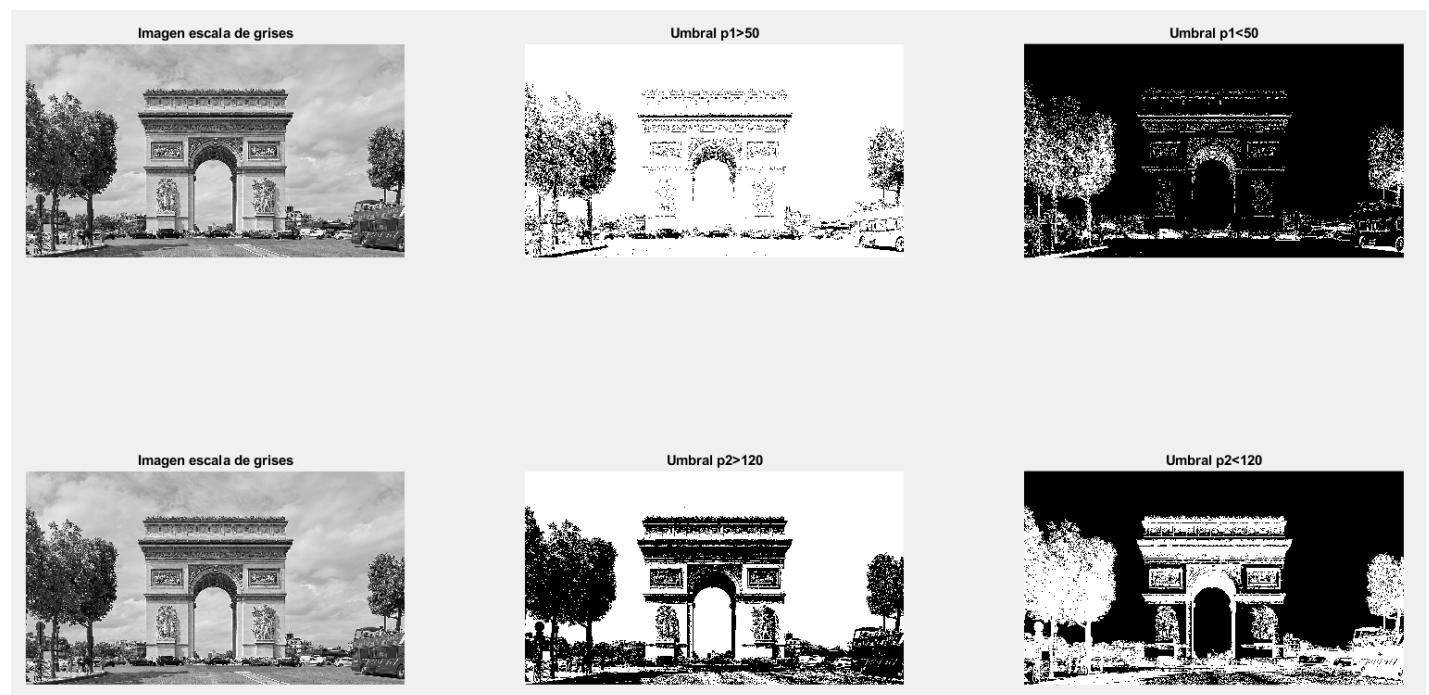 Imagen escala de grises
Umbral p1>50
Umbral p1<50
Imagen escala de grises
Umbral p2>120
Umbral p2<120